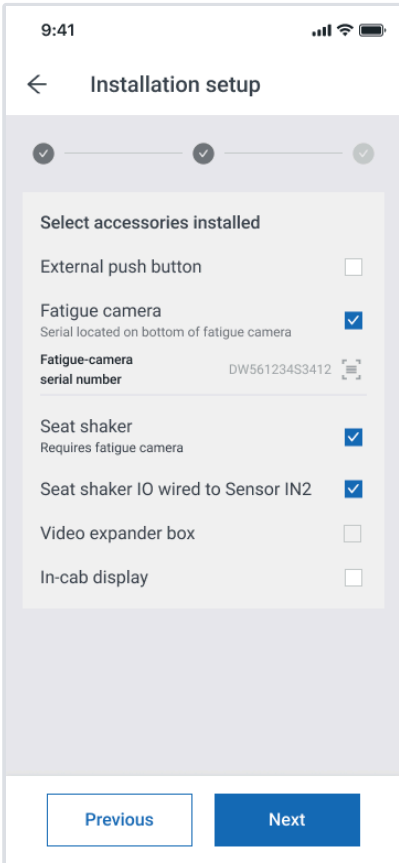 9:41
Installation setup
Select accessories installed
External push button
Fatigue camera
Serial located on bottom of fatigue camera
Fatigue-camera
serial number
DW561234S3412
Seat shaker
Requires fatigue camera
Seat shaker IO wired to Sensor IN2
Video expander box
In-cab display
Previous
Next